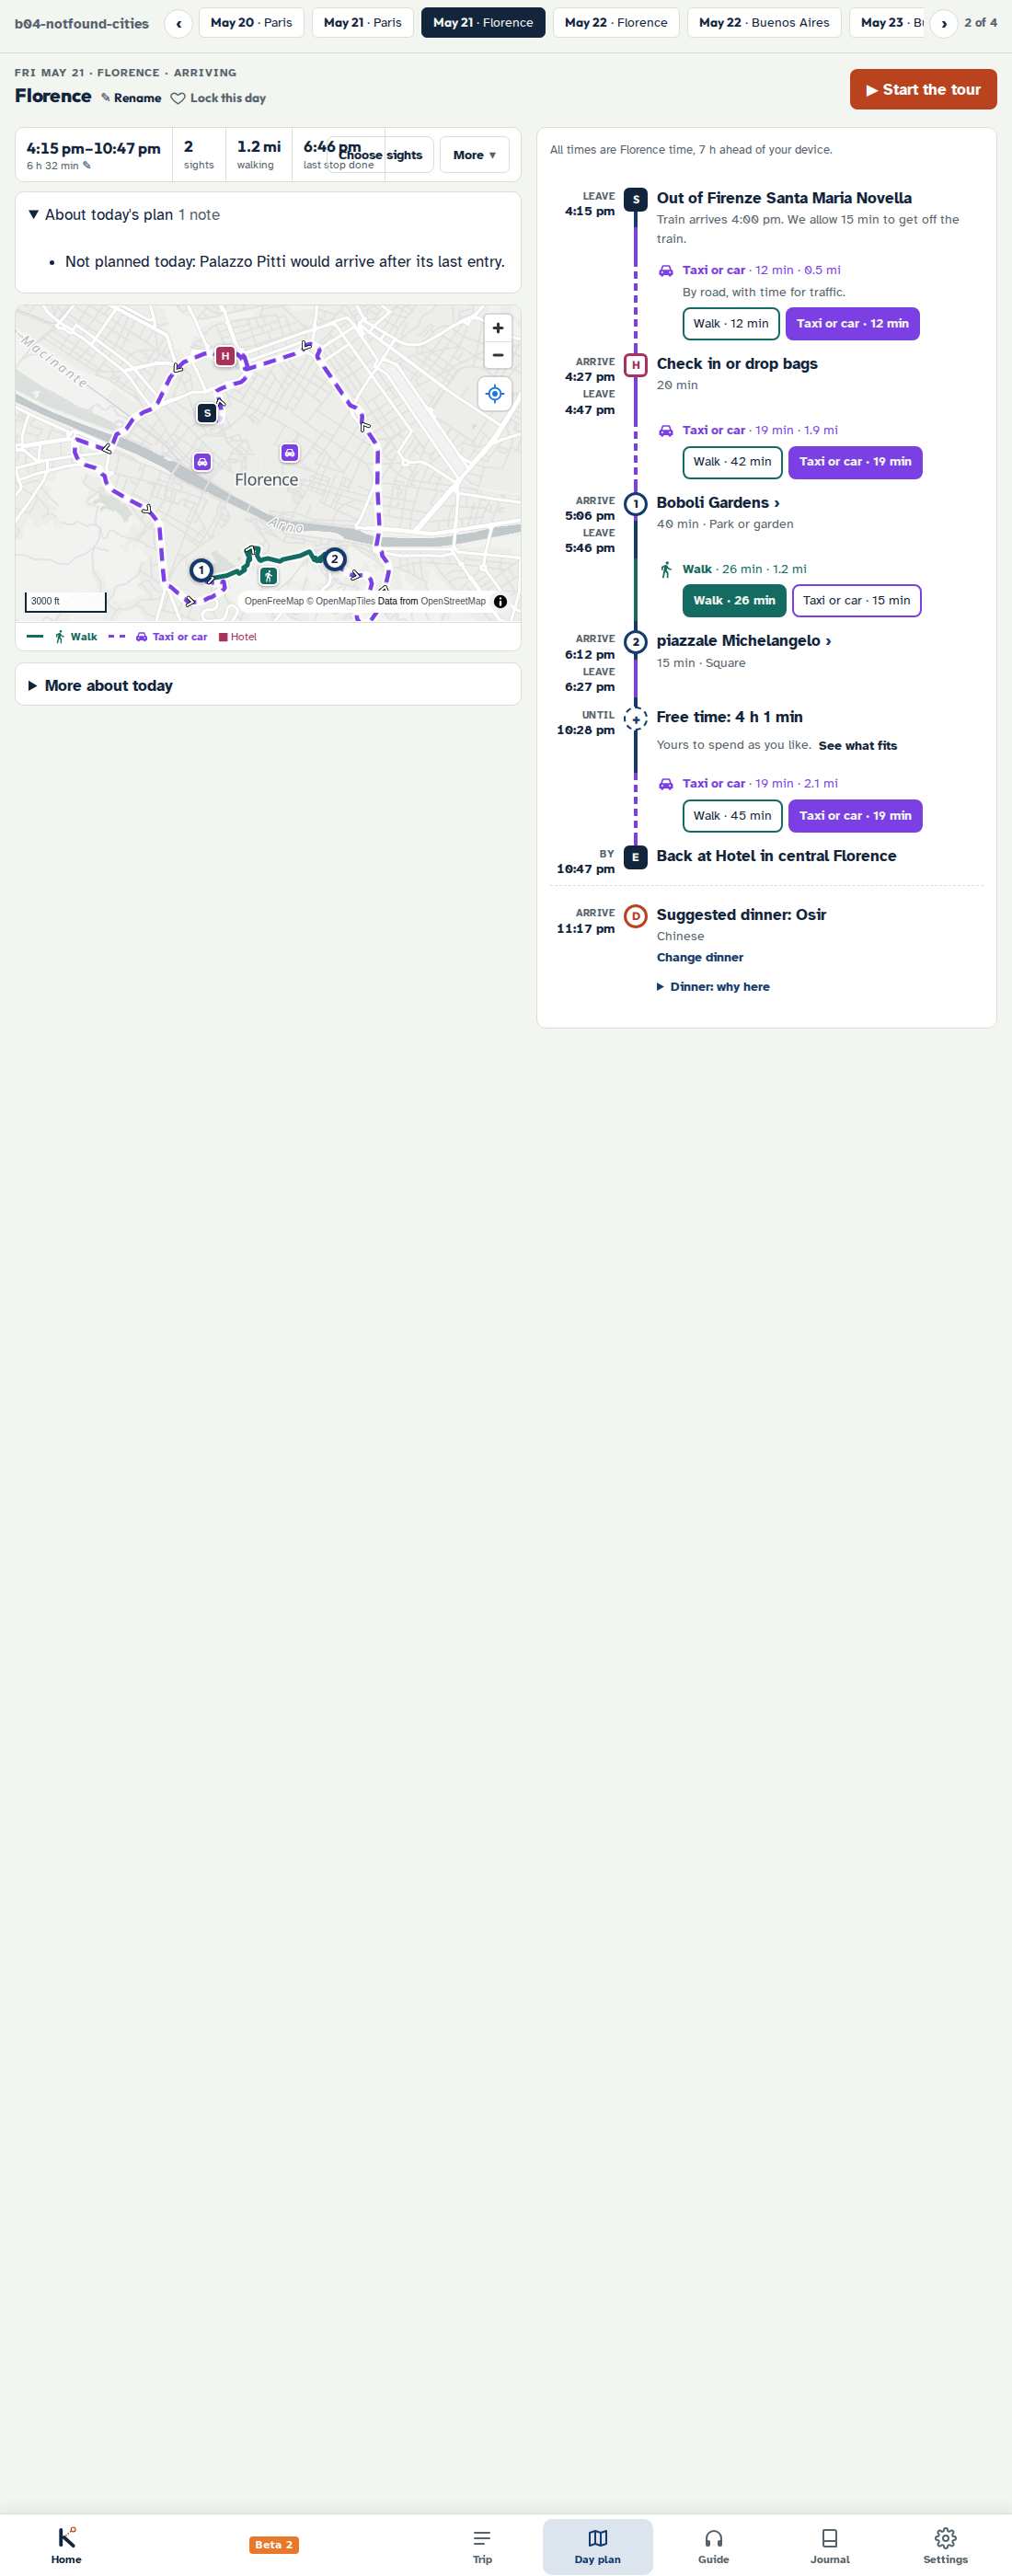 b04-notfound-cities
‹
May 20 · Paris
May 21 · Paris
May 21 · Florence
May 22 · Florence
May 22 · Buenos Aires
May 23 · B
›
2 of 4
FRI MAY 21 · FLORENCE · ARRIVING
Florence
✎ Rename
Lock this day
▶ Start the tour
4:15 pm–10:47 pm
6 h 32 min ✎
2
sights
1.2 mi
walking
6:46 pm
last stop done
Choose sights
More ▾
▼ About today's plan 1 note
• Not planned today: Palazzo Pitti would arrive after its last entry.
Macinante
H
S
Florence
Arno
1
2
+
−
3000 ft
OpenFreeMap © OpenMapTiles Data from OpenStreetMap
Walk
Taxi or car
Hotel
▶ More about today
All times are Florence time, 7 h ahead of your device.
LEAVE
4:15 pm
S
Out of Firenze Santa Maria Novella
Train arrives 4:00 pm. We allow 15 min to get off the
train.
Taxi or car · 12 min · 0.5 mi
By road, with time for traffic.
Walk · 12 min
Taxi or car · 12 min
ARRIVE
4:27 pm
LEAVE
4:47 pm
H
Check in or drop bags
20 min
Taxi or car · 19 min · 1.9 mi
Walk · 42 min
Taxi or car · 19 min
ARRIVE
5:06 pm
LEAVE
5:46 pm
1
Boboli Gardens ›
40 min · Park or garden
Walk · 26 min · 1.2 mi
Walk · 26 min
Taxi or car · 15 min
ARRIVE
6:12 pm
LEAVE
6:27 pm
2
piazzale Michelangelo ›
15 min · Square
UNTIL
10:28 pm
+
Free time: 4 h 1 min
Yours to spend as you like. See what fits
Taxi or car · 19 min · 2.1 mi
Walk · 45 min
Taxi or car · 19 min
BY
10:47 pm
E
Back at Hotel in central Florence
ARRIVE
11:17 pm
D
Suggested dinner: Osir
Chinese
Change dinner
▶ Dinner: why here
Home
Beta 2
Trip
Day plan
Guide
Journal
Settings